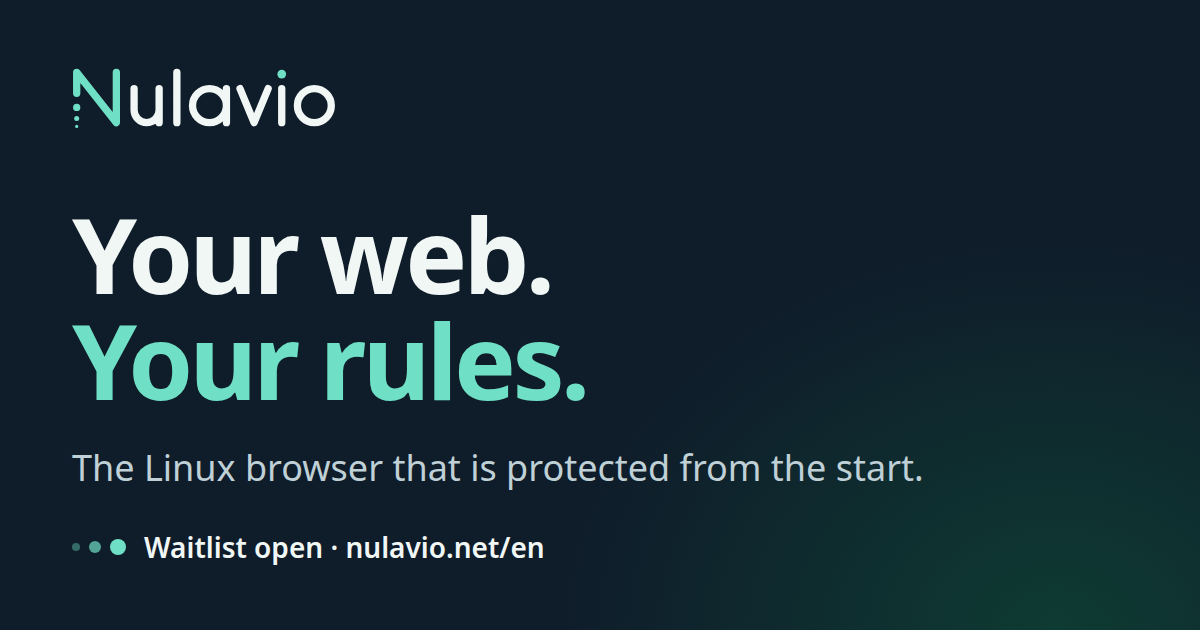 Nulavio
Your web.
Your rules.
The Linux browser that is protected from the start.
Waitlist open · nulavio.net/en